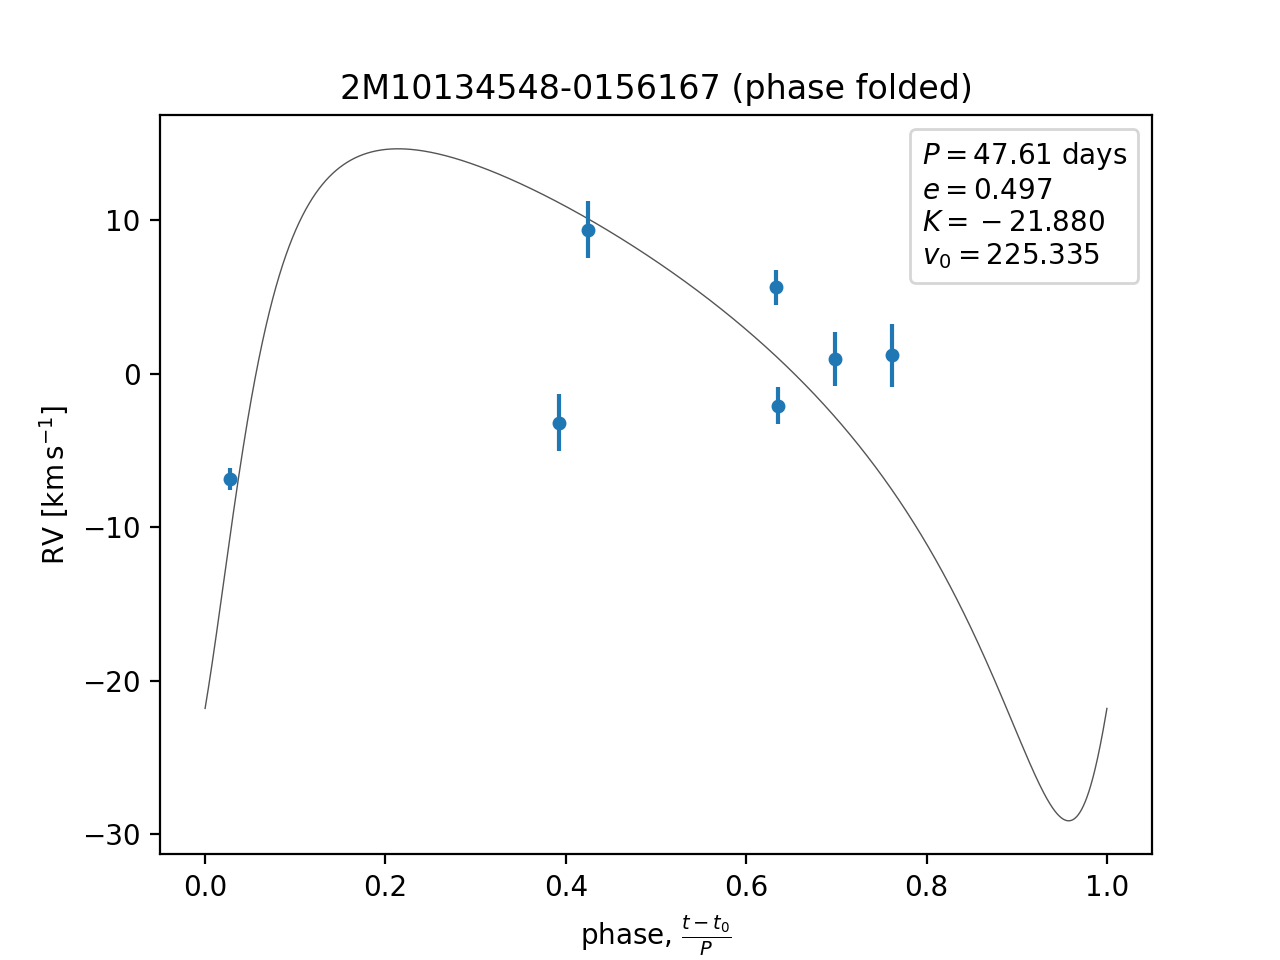 2M10134548-0156167 (phase folded)
P = 47.61 days
e = 0.497
K = −21.880
v₀ = 225.335
RV [km s⁻¹]
10
0
−10
−20
−30
0.0 0.2 0.4 0.6 0.8 1.0
phase, (t − t₀)/P